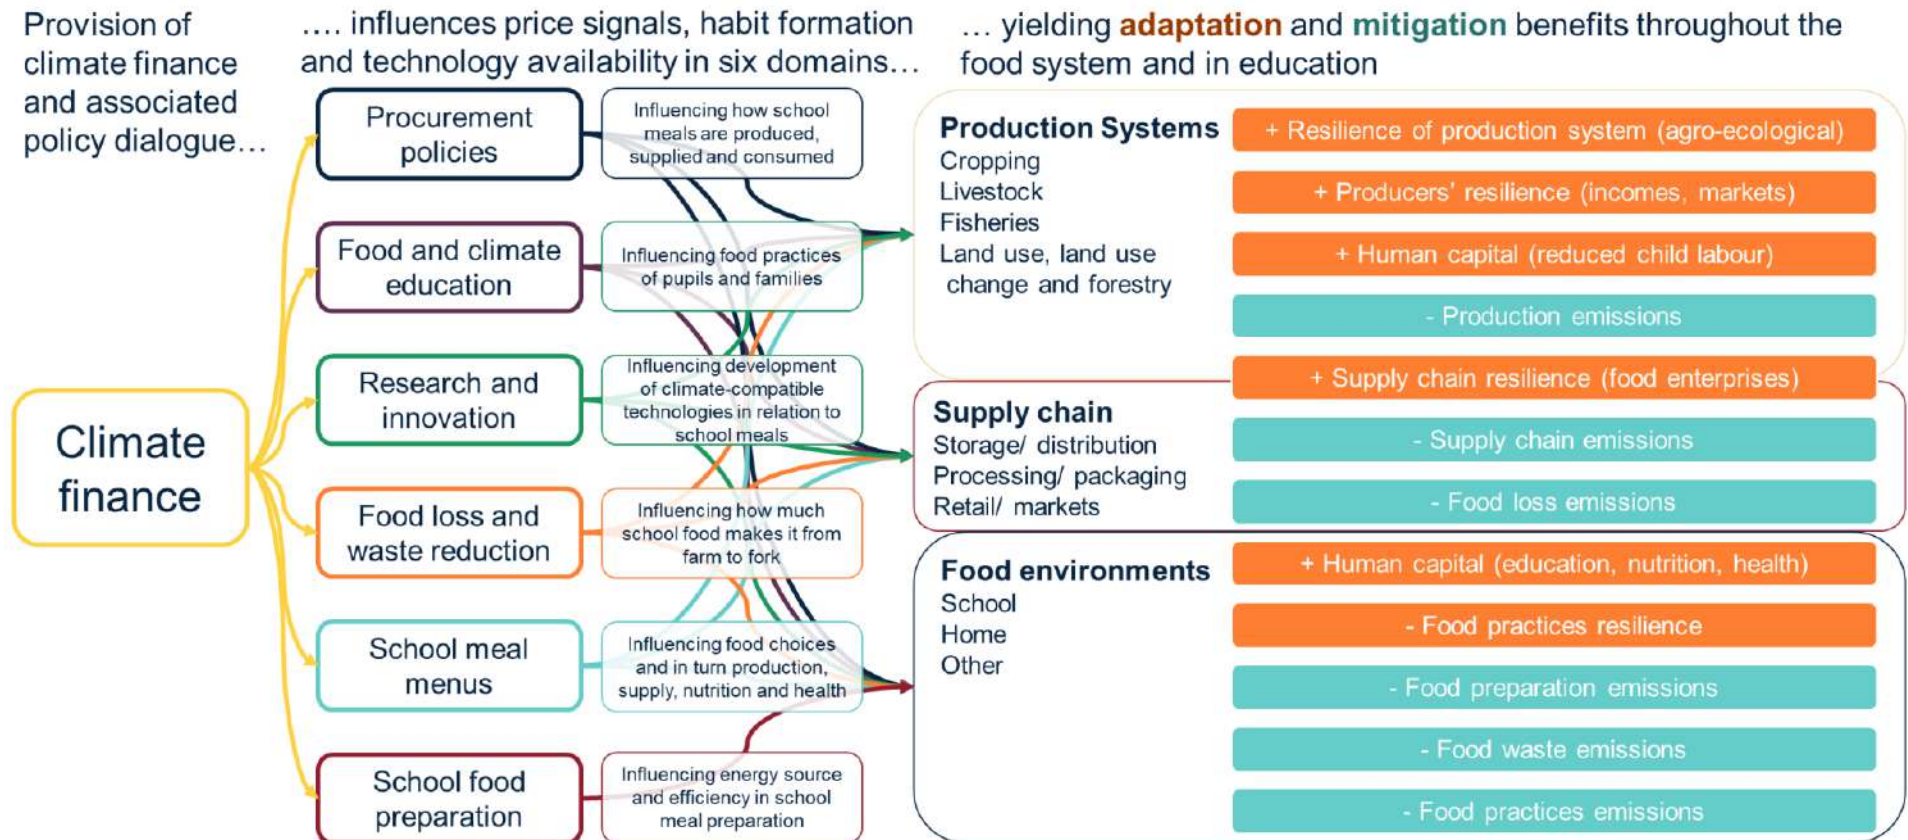 Provision of
climate finance
and associated
policy dialogue…
.... influences price signals, habit formation
and technology availability in six domains…
… yielding adaptation and mitigation benefits throughout the
food system and in education
Climate
finance
Procurement
policies
Influencing how school
meals are produced,
supplied and consumed
Food and climate
education
Influencing food practices
of pupils and families
Research and
innovation
Influencing development
of climate-compatible
technologies in relation to
school meals
Food loss and
waste reduction
Influencing how much
school food makes it from
farm to fork
School meal
menus
Influencing food choices
and in turn production,
supply, nutrition and health
School food
preparation
Influencing energy source
and efficiency in school
meal preparation
Production Systems
Cropping
Livestock
Fisheries
Land use, land use
change and forestry
+ Resilience of production system (agro-ecological)
+ Producers’ resilience (incomes, markets)
+ Human capital (reduced child labour)
- Production emissions
+ Supply chain resilience (food enterprises)
Supply chain
Storage/ distribution
Processing/ packaging
Retail/ markets
- Supply chain emissions
- Food loss emissions
Food environments
School
Home
Other
+ Human capital (education, nutrition, health)
- Food practices resilience
- Food preparation emissions
- Food waste emissions
- Food practices emissions